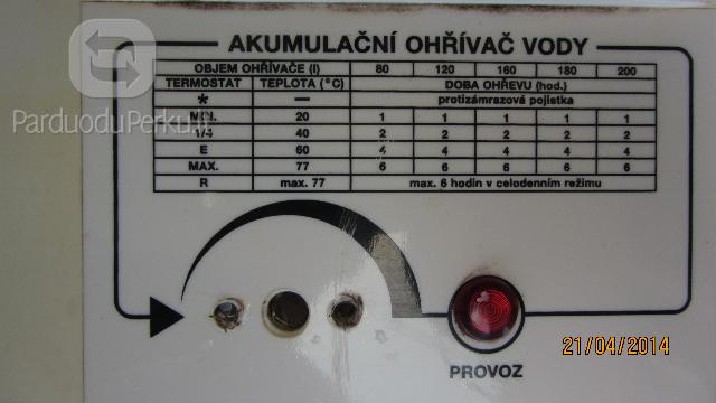 AKUMULAČNÍ OHŘÍVAČ VODY
OBJEM OHŘÍVAČE (l) 80 120 160 180 200
TERMOSTAT TEPLOTA (°C) DOBA OHŘEVU (hod.)
* — protizámrazová pojistka
MIN. 20 1 1 1 1 1
1/4 40 2 2 2 2 2
E 60 4 4 4 4 4
MAX. 77 6 6 6 6 6
R max. 77 max. 6 hodin v celodenním režimu
ParduoduPerku
PROVOZ
21/04/2014